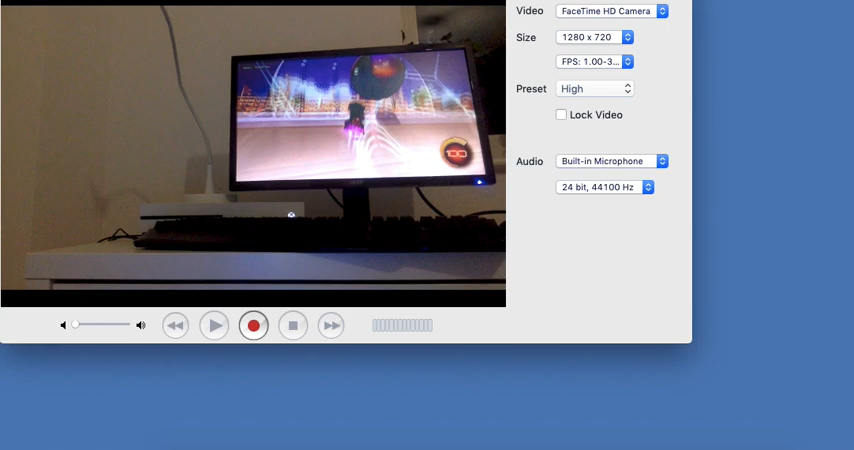 Video FaceTime HD Camera
Size 1280 x 720
FPS: 1.00-3...
Preset High
Lock Video
Audio Built-in Microphone
24 bit, 44100 Hz